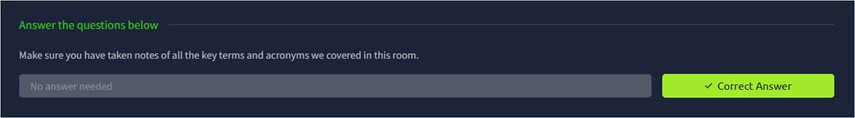 Answer the questions below
Make sure you have taken notes of all the key terms and acronyms we covered in this room.
No answer needed
✓ Correct Answer